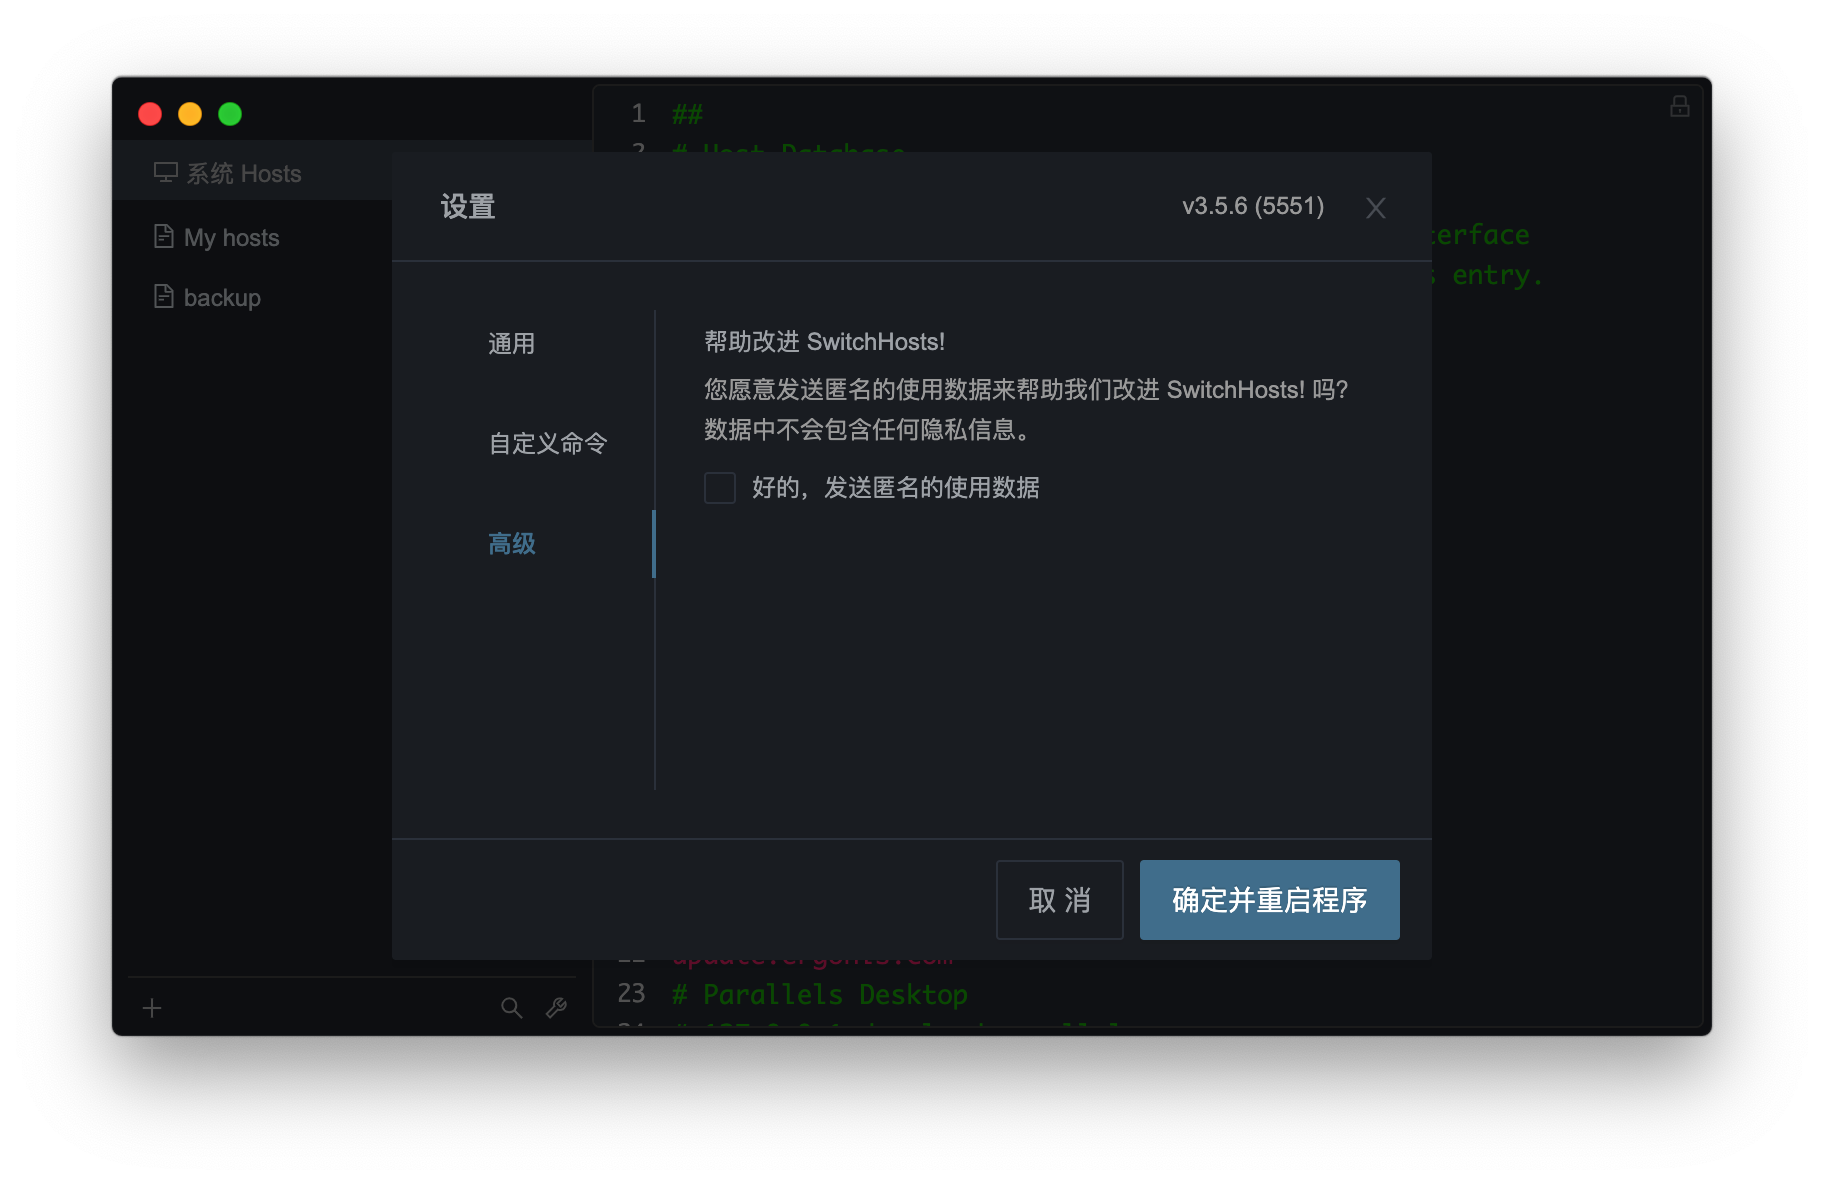 系统 Hosts
My hosts
backup
1 ##
2 # Host Database
terface
s entry.
设置
v3.5.6 (5551)
X
通用
自定义命令
高级
帮助改进 SwitchHosts!
您愿意发送匿名的使用数据来帮助我们改进 SwitchHosts! 吗?
数据中不会包含任何隐私信息。
好的，发送匿名的使用数据
取 消
确定并重启程序
23 # Parallels Desktop